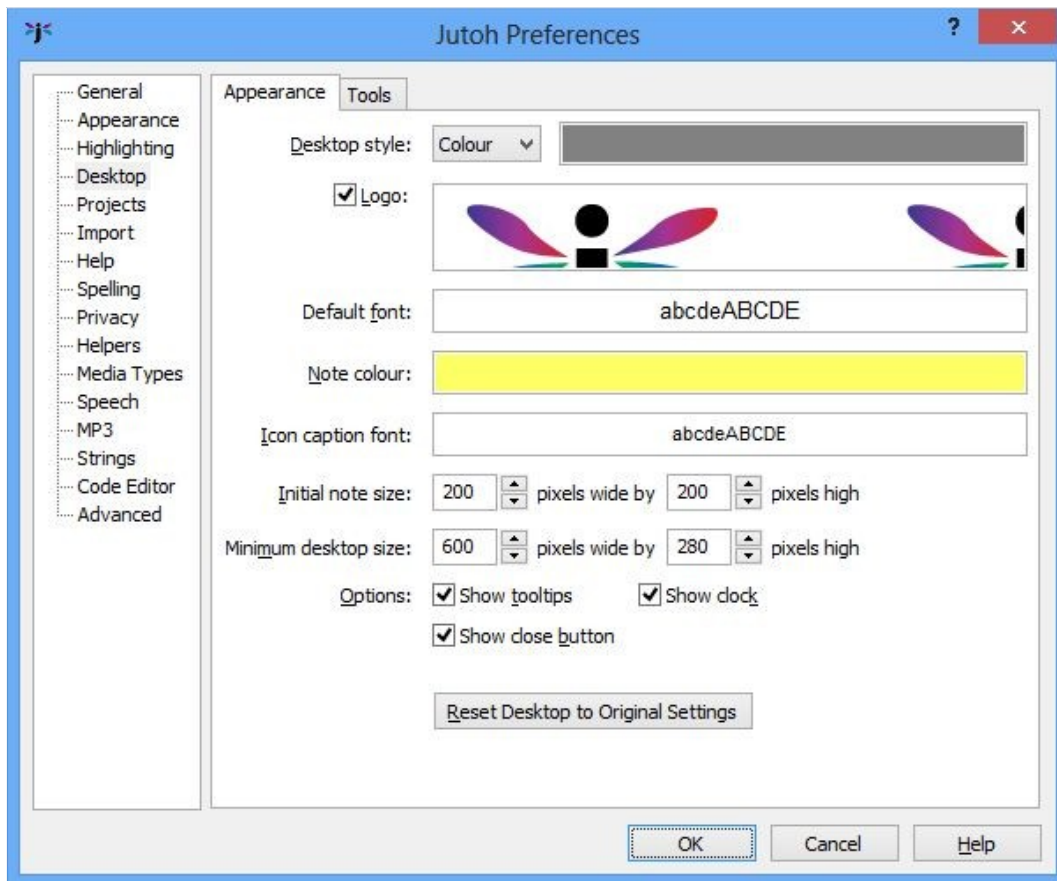 Jutoh Preferences
?
General
Appearance
Highlighting
Desktop
Projects
Import
Help
Spelling
Privacy
Helpers
Media Types
Speech
MP3
Strings
Code Editor
Advanced
Appearance Tools
Desktop style: Colour
Logo:
Default font: abcdeABCDE
Note colour:
Icon caption font: abcdeABCDE
Initial note size: 200 pixels wide by 200 pixels high
Minimum desktop size: 600 pixels wide by 280 pixels high
Options: Show tooltips Show clock
Show close button
Reset Desktop to Original Settings
OK Cancel Help